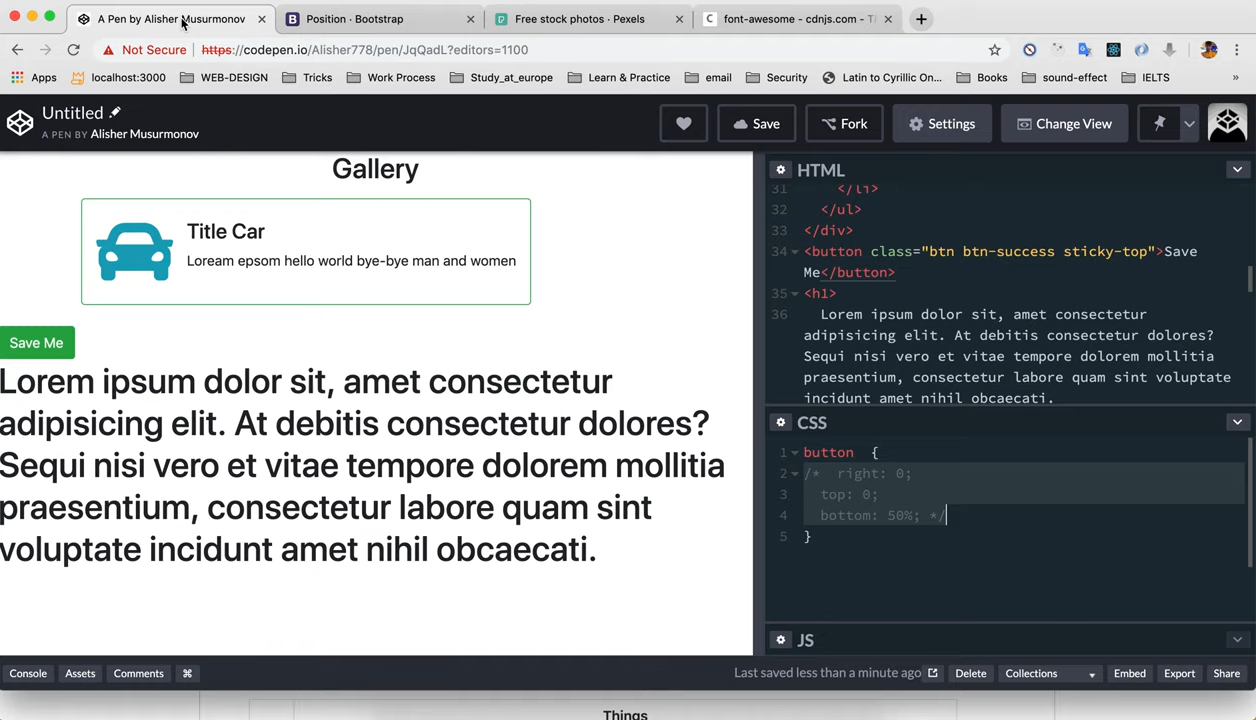 A Pen by Alisher Musurmonov
Position · Bootstrap
Free stock photos · Pexels
font-awesome - cdnjs.com - T
Not Secure
https://codepen.io/Alisher778/pen/JqQadL?editors=1100
Apps
localhost:3000
WEB-DESIGN
Tricks
Work Process
Study_at_europe
Learn & Practice
email
Security
Latin to Cyrillic On...
Books
sound-effect
IELTS
»
Untitled
A PEN BY Alisher Musurmonov
Save
Fork
Settings
Change View
Gallery
Title Car
Loream epsom hello world bye-bye man and women
Save Me
Lorem ipsum dolor sit, amet consectetur
adipisicing elit. At debitis consectetur dolores?
Sequi nisi vero et vitae tempore dolorem mollitia
praesentium, consectetur labore quam sint
voluptate incidunt amet nihil obcaecati.
HTML
31 </li>
32 </ul>
33 </div>
34 <button class="btn btn-success sticky-top">Save
Me</button>
35 <h1>
36 Lorem ipsum dolor sit, amet consectetur
adipisicing elit. At debitis consectetur dolores?
Sequi nisi vero et vitae tempore dolorem mollitia
praesentium, consectetur labore quam sint voluptate
incidunt amet nihil obcaecati.
CSS
1 button {
2 /* right: 0;
3 top: 0;
4 bottom: 50%; */
5 }
JS
Console
Assets
Comments
⌘
Last saved less than a minute ago
Delete
Collections
Embed
Export
Share
Things